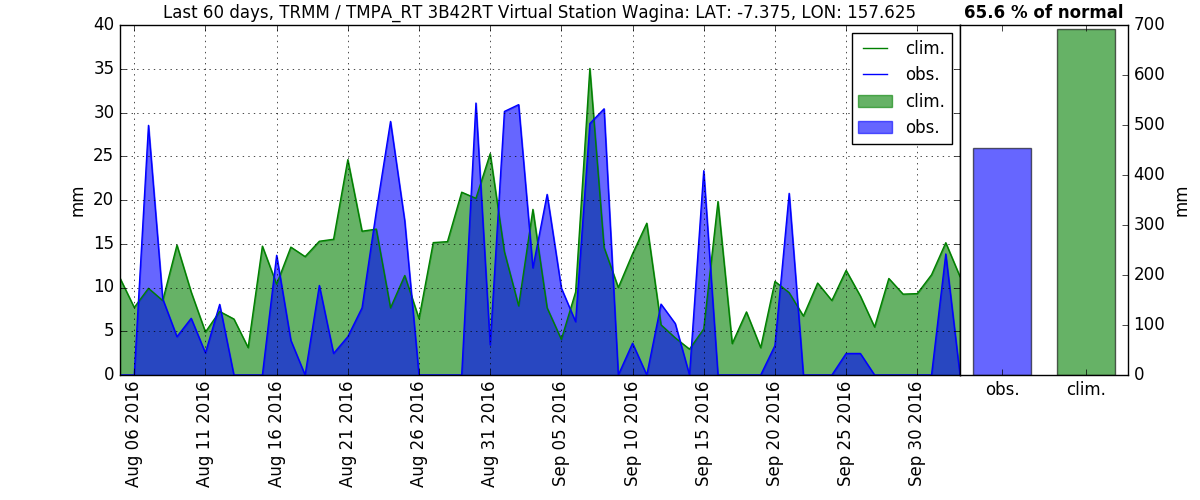 Last 60 days, TRMM / TMPA_RT 3B42RT Virtual Station Wagina: LAT: -7.375, LON: 157.625
65.6 % of normal
40
35
30
25
20
15
10
5
0
mm
clim.
obs.
clim.
obs.
Aug 06 2016
Aug 11 2016
Aug 16 2016
Aug 21 2016
Aug 26 2016
Aug 31 2016
Sep 05 2016
Sep 10 2016
Sep 15 2016
Sep 20 2016
Sep 25 2016
Sep 30 2016
700
600
500
400
300
200
100
0
mm
obs.
clim.